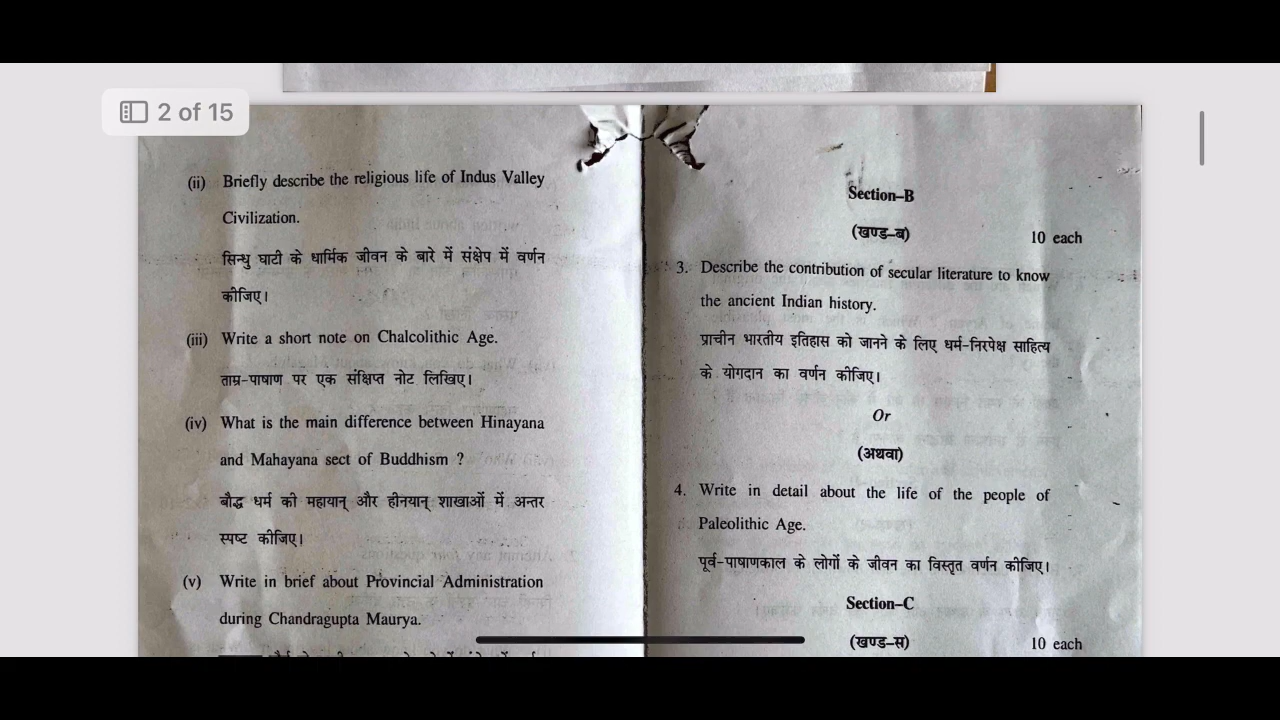 2 of 15
(ii) Briefly describe the religious life of Indus Valley
Civilization.
सिन्धु घाटी के धार्मिक जीवन के बारे में संक्षेप में वर्णन
कीजिए।
(iii) Write a short note on Chalcolithic Age.
ताम्र-पाषाण पर एक संक्षिप्त नोट लिखिए।
(iv) What is the main difference between Hinayana
and Mahayana sect of Buddhism ?
बौद्ध धर्म की महायान् और हीनयान् शाखाओं में अन्तर
स्पष्ट कीजिए।
(v) Write in brief about Provincial Administration
during Chandragupta Maurya.
Section–B
(खण्ड–ब)
10 each
3. Describe the contribution of secular literature to know
the ancient Indian history.
प्राचीन भारतीय इतिहास को जानने के लिए धर्म-निरपेक्ष साहित्य
के योगदान का वर्णन कीजिए।
Or
(अथवा)
4. Write in detail about the life of the people of
Paleolithic Age.
पूर्व-पाषाणकाल के लोगों के जीवन का विस्तृत वर्णन कीजिए।
Section–C
(खण्ड–स)
10 each